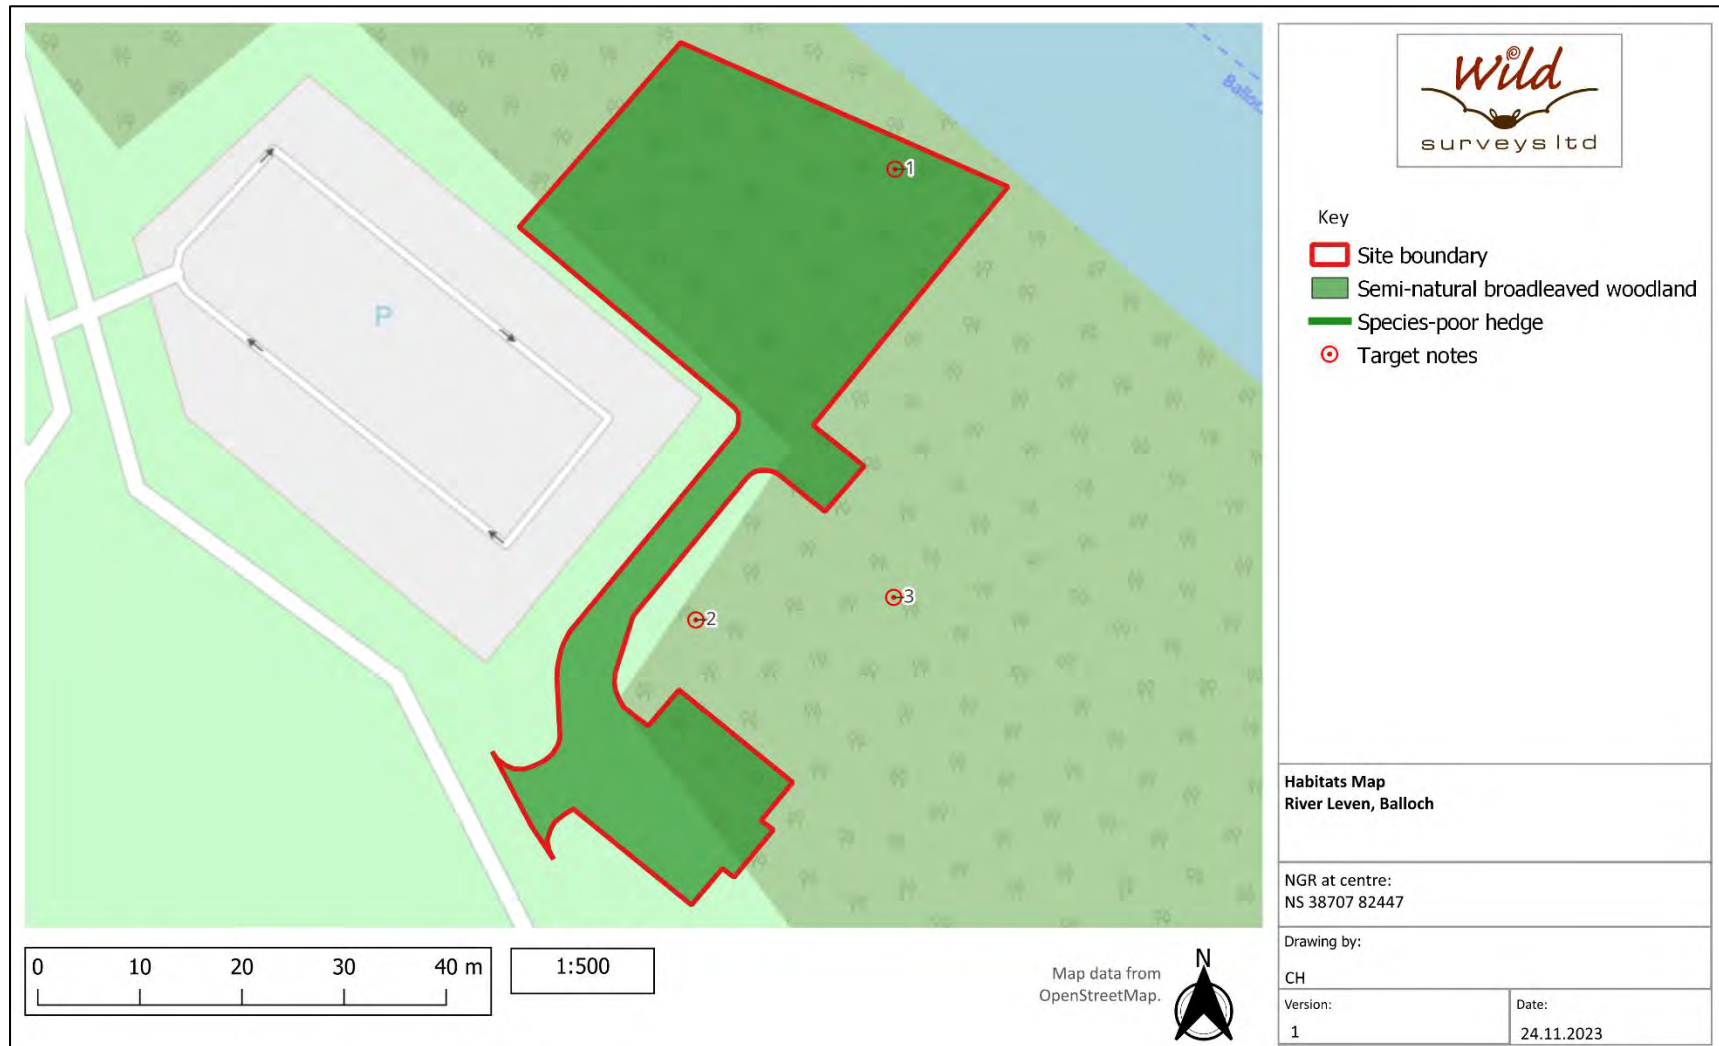 Balloc
P
1
2
3
Wild
surveys ltd
Key
Site boundary
Semi-natural broadleaved woodland
Species-poor hedge
Target notes
Habitats Map
River Leven, Balloch
NGR at centre:
NS 38707 82447
Drawing by:
CH
Version:
1
Date:
24.11.2023
0 10 20 30 40 m
1:500
Map data from
OpenStreetMap.
N